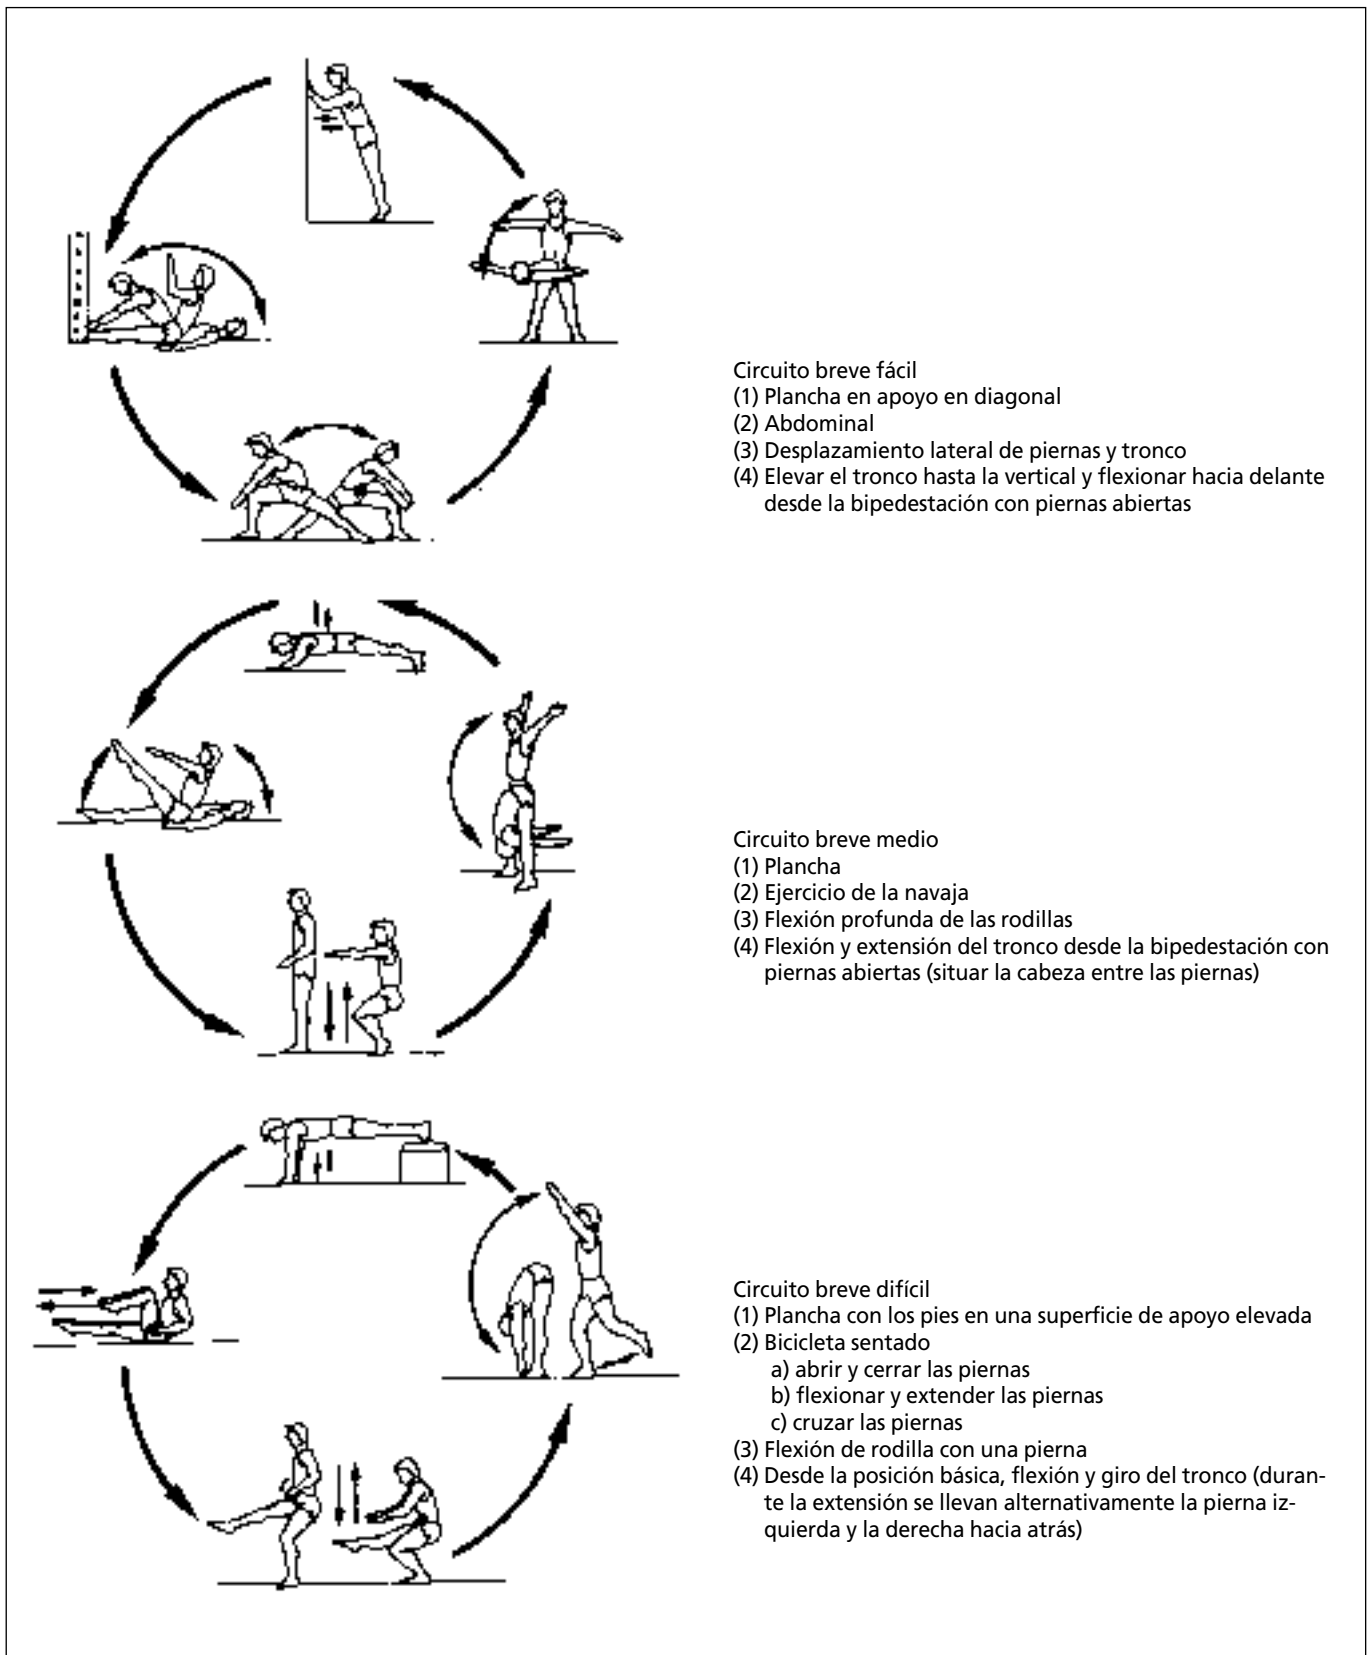 Circuito breve fácil
(1) Plancha en apoyo en diagonal
(2) Abdominal
(3) Desplazamiento lateral de piernas y tronco
(4) Elevar el tronco hasta la vertical y flexionar hacia delante
desde la bipedestación con piernas abiertas
Circuito breve medio
(1) Plancha
(2) Ejercicio de la navaja
(3) Flexión profunda de las rodillas
(4) Flexión y extensión del tronco desde la bipedestación con
piernas abiertas (situar la cabeza entre las piernas)
Circuito breve difícil
(1) Plancha con los pies en una superficie de apoyo elevada
(2) Bicicleta sentado
a) abrir y cerrar las piernas
b) flexionar y extender las piernas
c) cruzar las piernas
(3) Flexión de rodilla con una pierna
(4) Desde la posición básica, flexión y giro del tronco (duran-
te la extensión se llevan alternativamente la pierna iz-
quierda y la derecha hacia atrás)